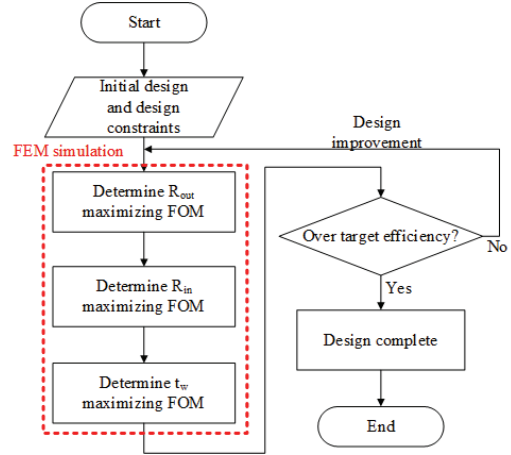 Start
Initial design
and design
constraints
FEM simulation
Determine Rout
maximizing FOM
Determine Rin
maximizing FOM
Determine tw
maximizing FOM
Design
improvement
Over target efficiency?
No
Yes
Design complete
End